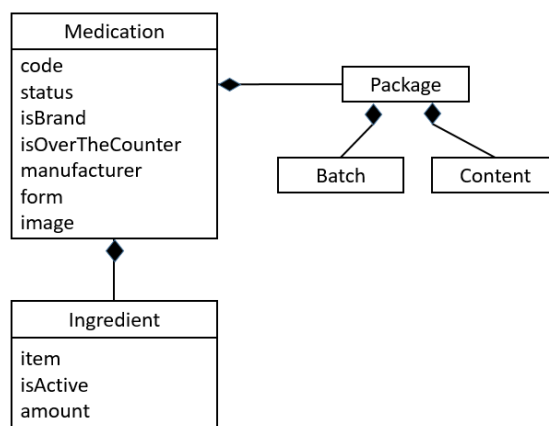 Medication
code
status
isBrand
isOverTheCounter
manufacturer
form
image
Package
Batch
Content
Ingredient
item
isActive
amount